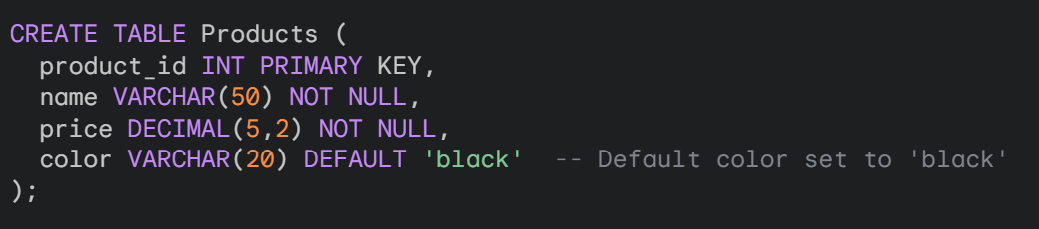 CREATE TABLE Products (
  product_id INT PRIMARY KEY,
  name VARCHAR(50) NOT NULL,
  price DECIMAL(5,2) NOT NULL,
  color VARCHAR(20) DEFAULT 'black'  -- Default color set to 'black'
);